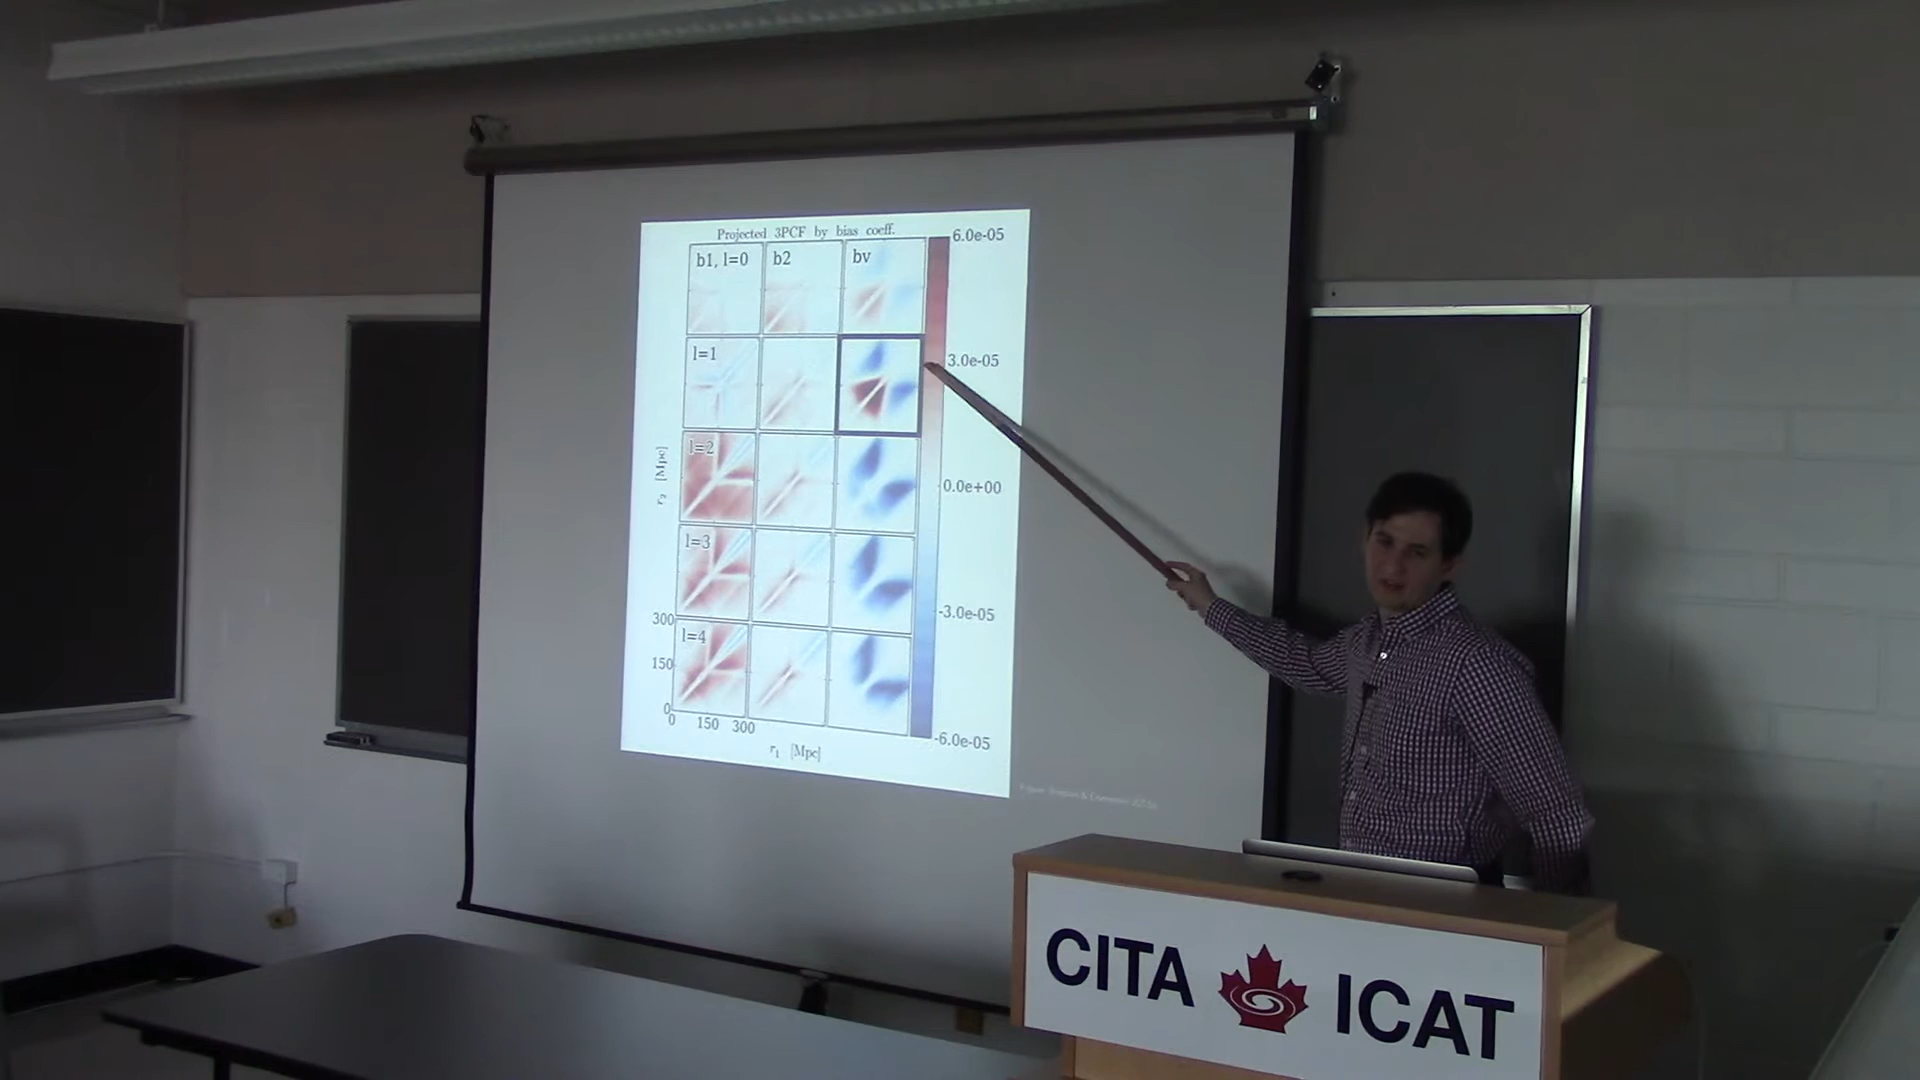 Projected 3PCF by bias coeff.
b1, l=0
b2
bv
6.0e-05
l=1
3.0e-05
l=2
0.0e+00
l=3
-3.0e-05
l=4
-6.0e-05
r₂ [Mpc]
300
150
0
0 150 300
r₁ [Mpc]
CITA ICAT